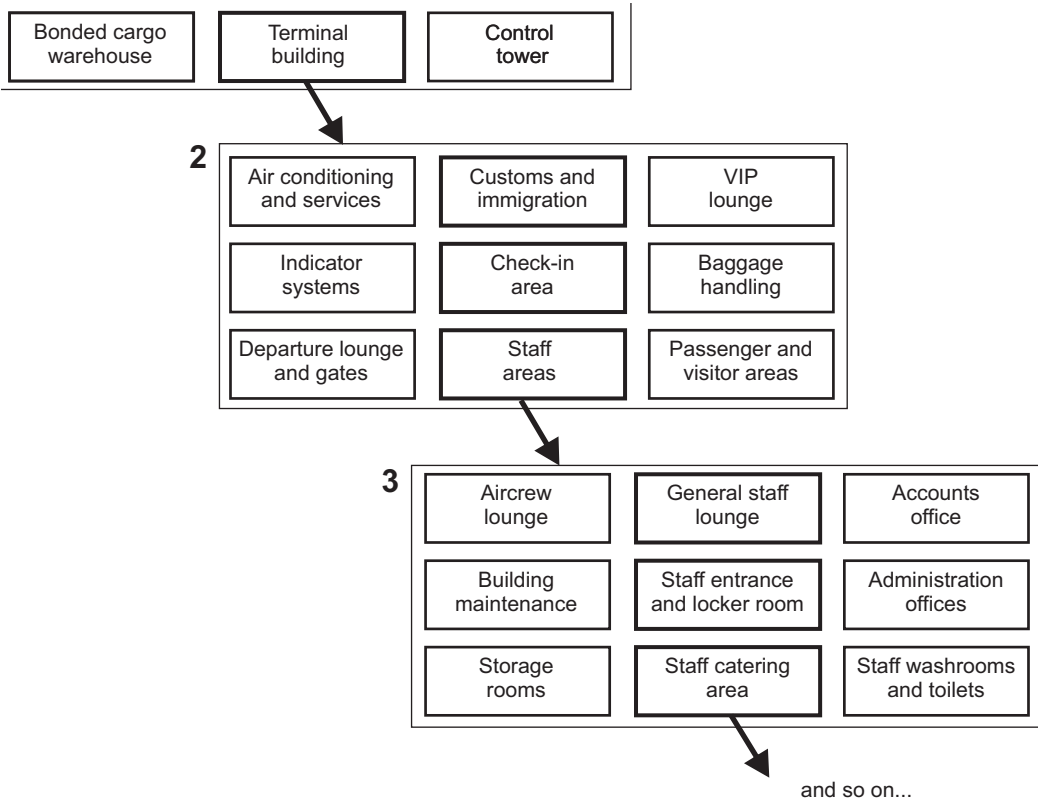 Bonded cargo
warehouse
Terminal
building
Control
tower
2
Air conditioning
and services
Customs and
immigration
VIP
lounge
Indicator
systems
Check-in
area
Baggage
handling
Departure lounge
and gates
Staff
areas
Passenger and
visitor areas
3
Aircrew
lounge
General staff
lounge
Accounts
office
Building
maintenance
Staff entrance
and locker room
Administration
offices
Storage
rooms
Staff catering
area
Staff washrooms
and toilets
and so on...